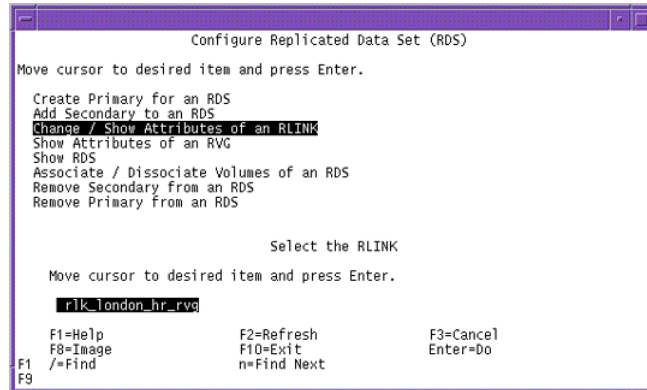 Configure Replicated Data Set (RDS)
Move cursor to desired item and press Enter.
Create Primary for an RDS
Add Secondary to an RDS
Change / Show Attributes of an RLINK
Show Attributes of an RVG
Show RDS
Associate / Dissociate Volumes of an RDS
Remove Secondary from an RDS
Remove Primary from an RDS
Select the RLINK
Move cursor to desired item and press Enter.
rlk_london_hr_rvg
F1=Help F2=Refresh F3=Cancel
F8=Image F10=Exit Enter=Do
F1 /=Find n=Find Next
F9